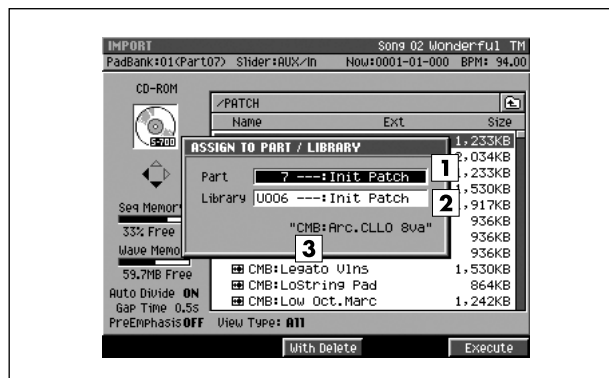 IMPORT Song 02 Wonderful TM
PadBank:01(Part07) Slider:AUX/In Now:0001-01-000 BPM: 94.00
CD-ROM
/PATCH
Name Ext Size
S-700
1,233KB
ASSIGN TO PART / LIBRARY
2,034KB
Part 7 ---:Init Patch 1
1,233KB
1,530KB
Library U006 ---:Init Patch 2
1,917KB
Seq Memory
936KB
33% Free
"CMB:Arc.CLLO 8va"
936KB
3
Wave Memo
936KB
59.7MB Free
CMB:Legato Vlns 1,530KB
CMB:LoString Pad 864KB
Auto Divide ON
CMB:Low Oct.Marc 1,242KB
Gap Time 0.5s
PreEmphasis OFF View Type: All
With Delete Execute